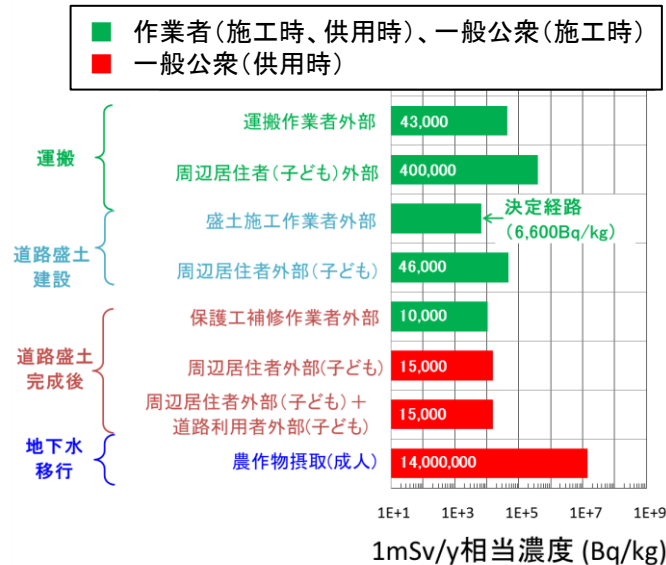 作業者(施工時、供用時)、一般公衆(施工時)
一般公衆(供用時)
運搬
運搬作業者外部
43,000
周辺居住者(子ども)外部
400,000
道路盛土
建設
盛土施工作業者外部
決定経路
(6,600Bq/kg)
周辺居住者外部(子ども)
46,000
道路盛土
完成後
保護工補修作業者外部
10,000
周辺居住者外部(子ども)
15,000
周辺居住者外部(子ども)+
道路利用者外部(子ども)
15,000
地下水
移行
農作物摂取(成人)
14,000,000
1E+1 1E+3 1E+5 1E+7 1E+9
1mSv/y相当濃度 (Bq/kg)